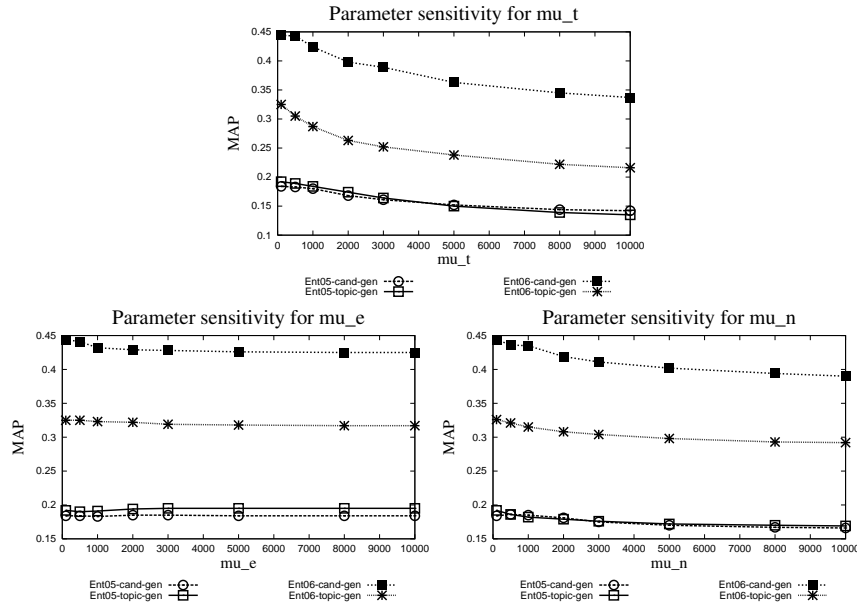 Parameter sensitivity for mu_t
0.45
0.4
0.35
0.3
0.25
0.2
0.15
0.1
MAP
0 1000 2000 3000 4000 5000 6000 7000 8000 9000 10000
mu_t
Ent05-cand-gen Ent06-cand-gen
Ent05-topic-gen Ent06-topic-gen
Parameter sensitivity for mu_e
0.45
0.4
0.35
0.3
0.25
0.2
0.15
MAP
0 1000 2000 3000 4000 5000 6000 7000 8000 9000 10000
mu_e
Ent05-cand-gen Ent06-cand-gen
Ent05-topic-gen Ent06-topic-gen
Parameter sensitivity for mu_n
0.45
0.4
0.35
0.3
0.25
0.2
0.15
MAP
0 1000 2000 3000 4000 5000 6000 7000 8000 9000 10000
mu_n
Ent05-cand-gen Ent06-cand-gen
Ent05-topic-gen Ent06-topic-gen